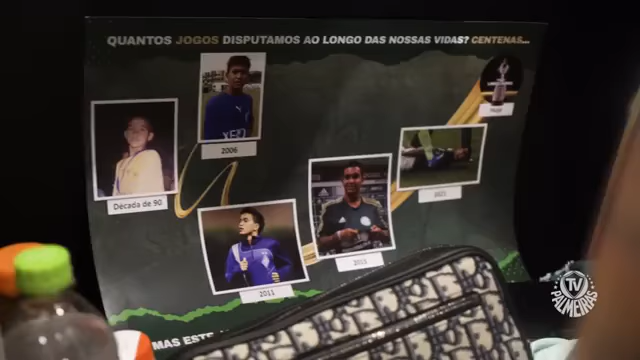 QUANTOS JOGOS DISPUTAMOS AO LONGO DAS NOSSAS VIDAS? CENTENAS...
2006
Década de 90
2021
2011
MAS ESTE
TV
PALMEIRAS